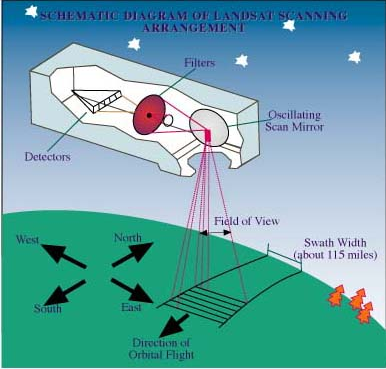 SCHEMATIC DIAGRAM OF LANDSAT SCANNING
ARRANGEMENT
Filters
Oscillating
Scan Mirror
Detectors
Field of View
West
North
Swath Width
(about 115 miles)
South
East
Direction of
Orbital Flight